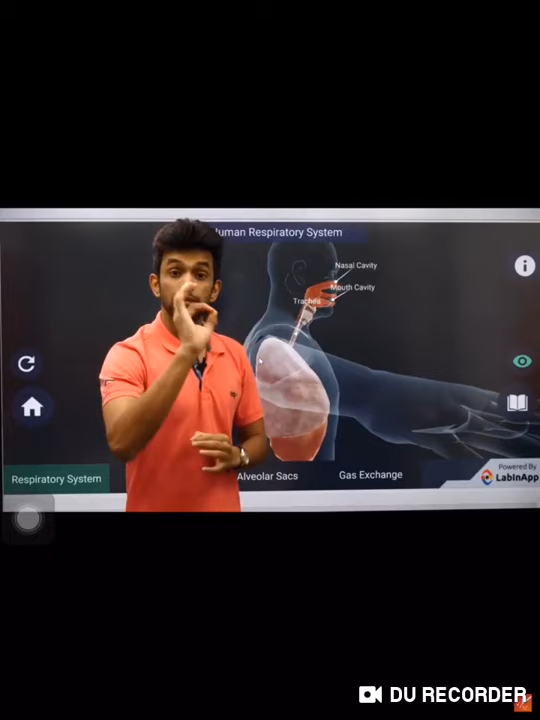 Human Respiratory System
Nasal Cavity
Mouth Cavity
Trachea
Respiratory System
Alveolar Sacs
Gas Exchange
Powered By
LabInApp
DU RECORDER